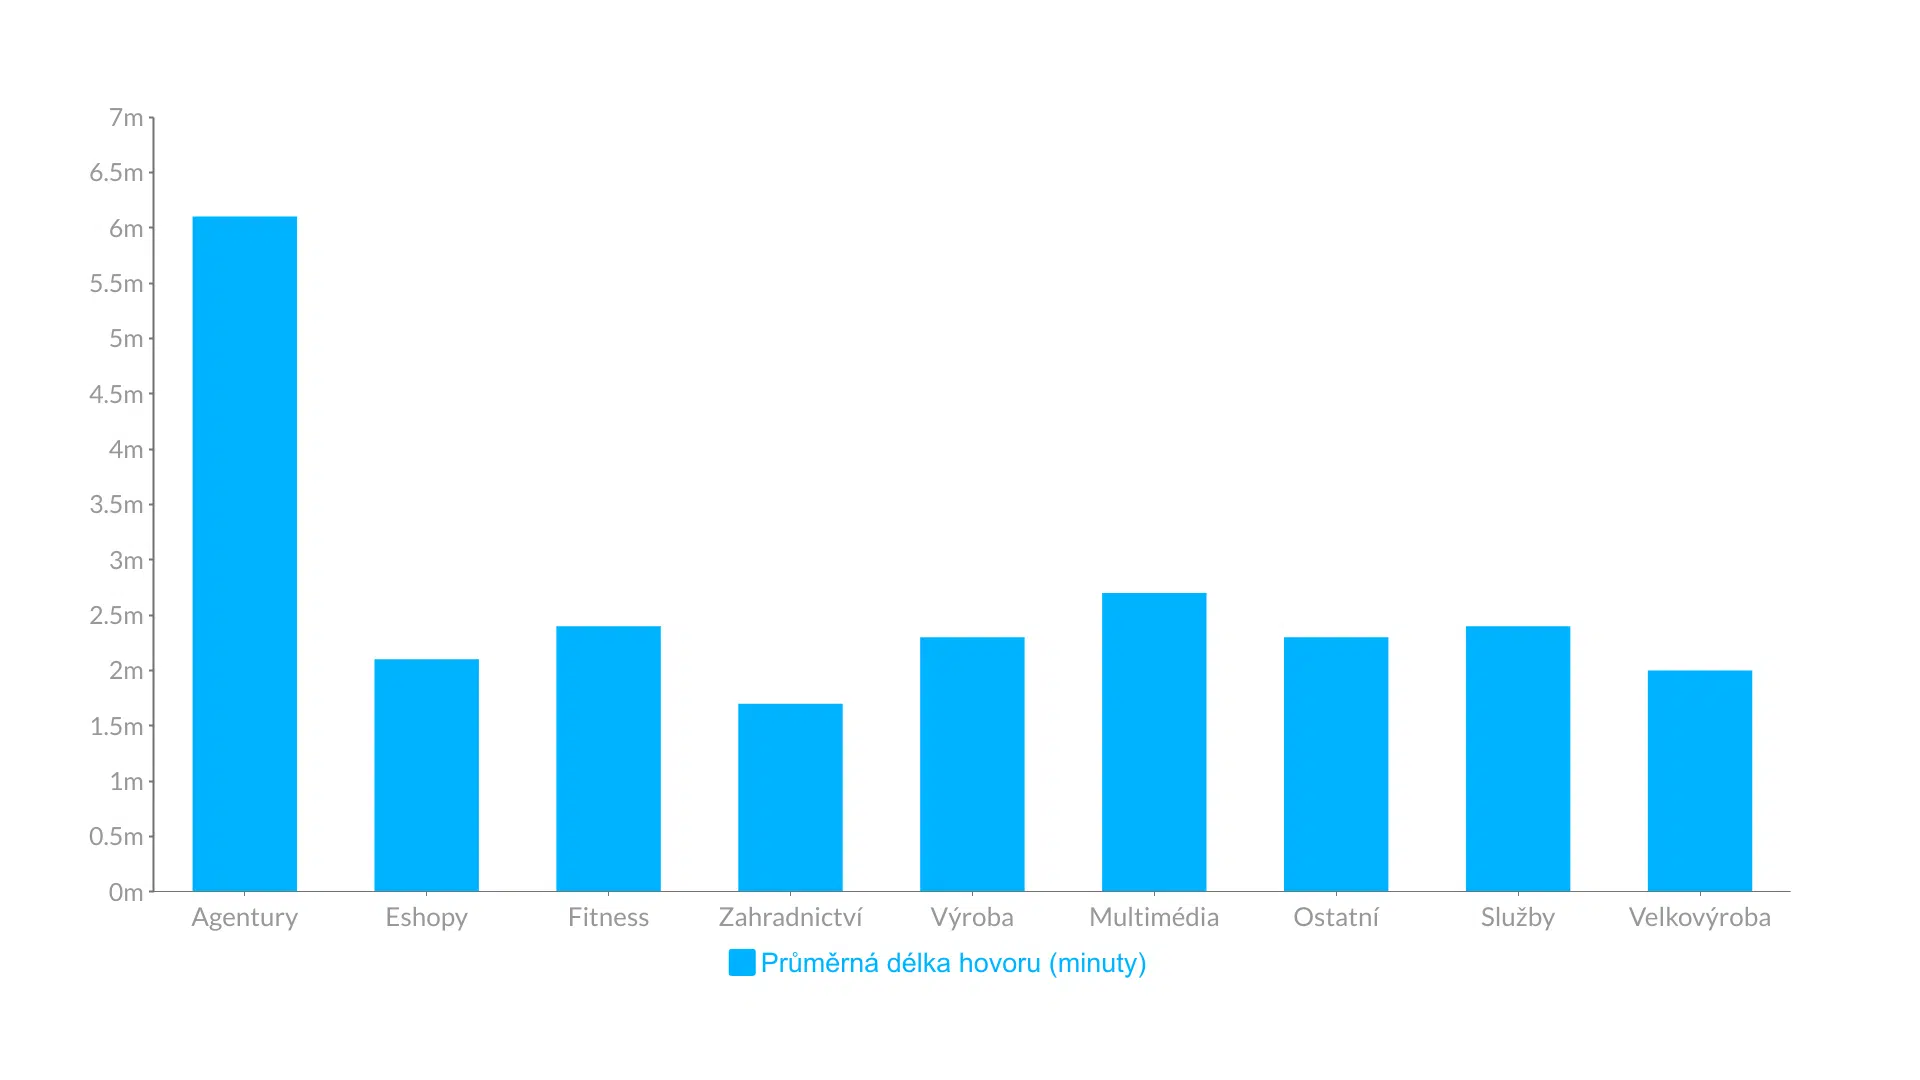 7m
6.5m
6m
5.5m
5m
4.5m
4m
3.5m
3m
2.5m
2m
1.5m
1m
0.5m
0m
Agentury Eshopy Fitness Zahradnictví Výroba Multimédia Ostatní Služby Velkovýroba
Průměrná délka hovoru (minuty)